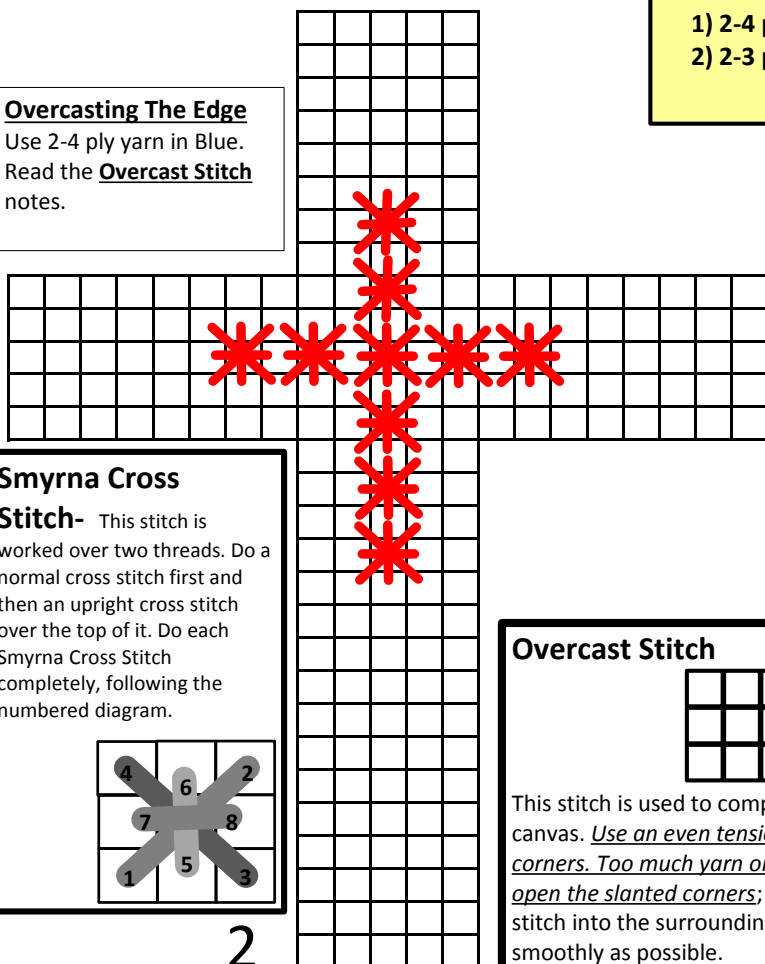 1) 2-4 p
2) 2-3 p
Overcasting The Edge
Use 2-4 ply yarn in Blue.
Read the Overcast Stitch
notes.
Smyrna Cross
Stitch- This stitch is
worked over two threads. Do a
normal cross stitch first and
then an upright cross stitch
over the top of it. Do each
Smyrna Cross Stitch
completely, following the
numbered diagram.
4 6 2
7 8
1 5 3
2
Overcast Stitch
This stitch is used to comp
canvas. Use an even tensi
corners. Too much yarn o
open the slanted corners;
stitch into the surroundin
smoothly as possible.